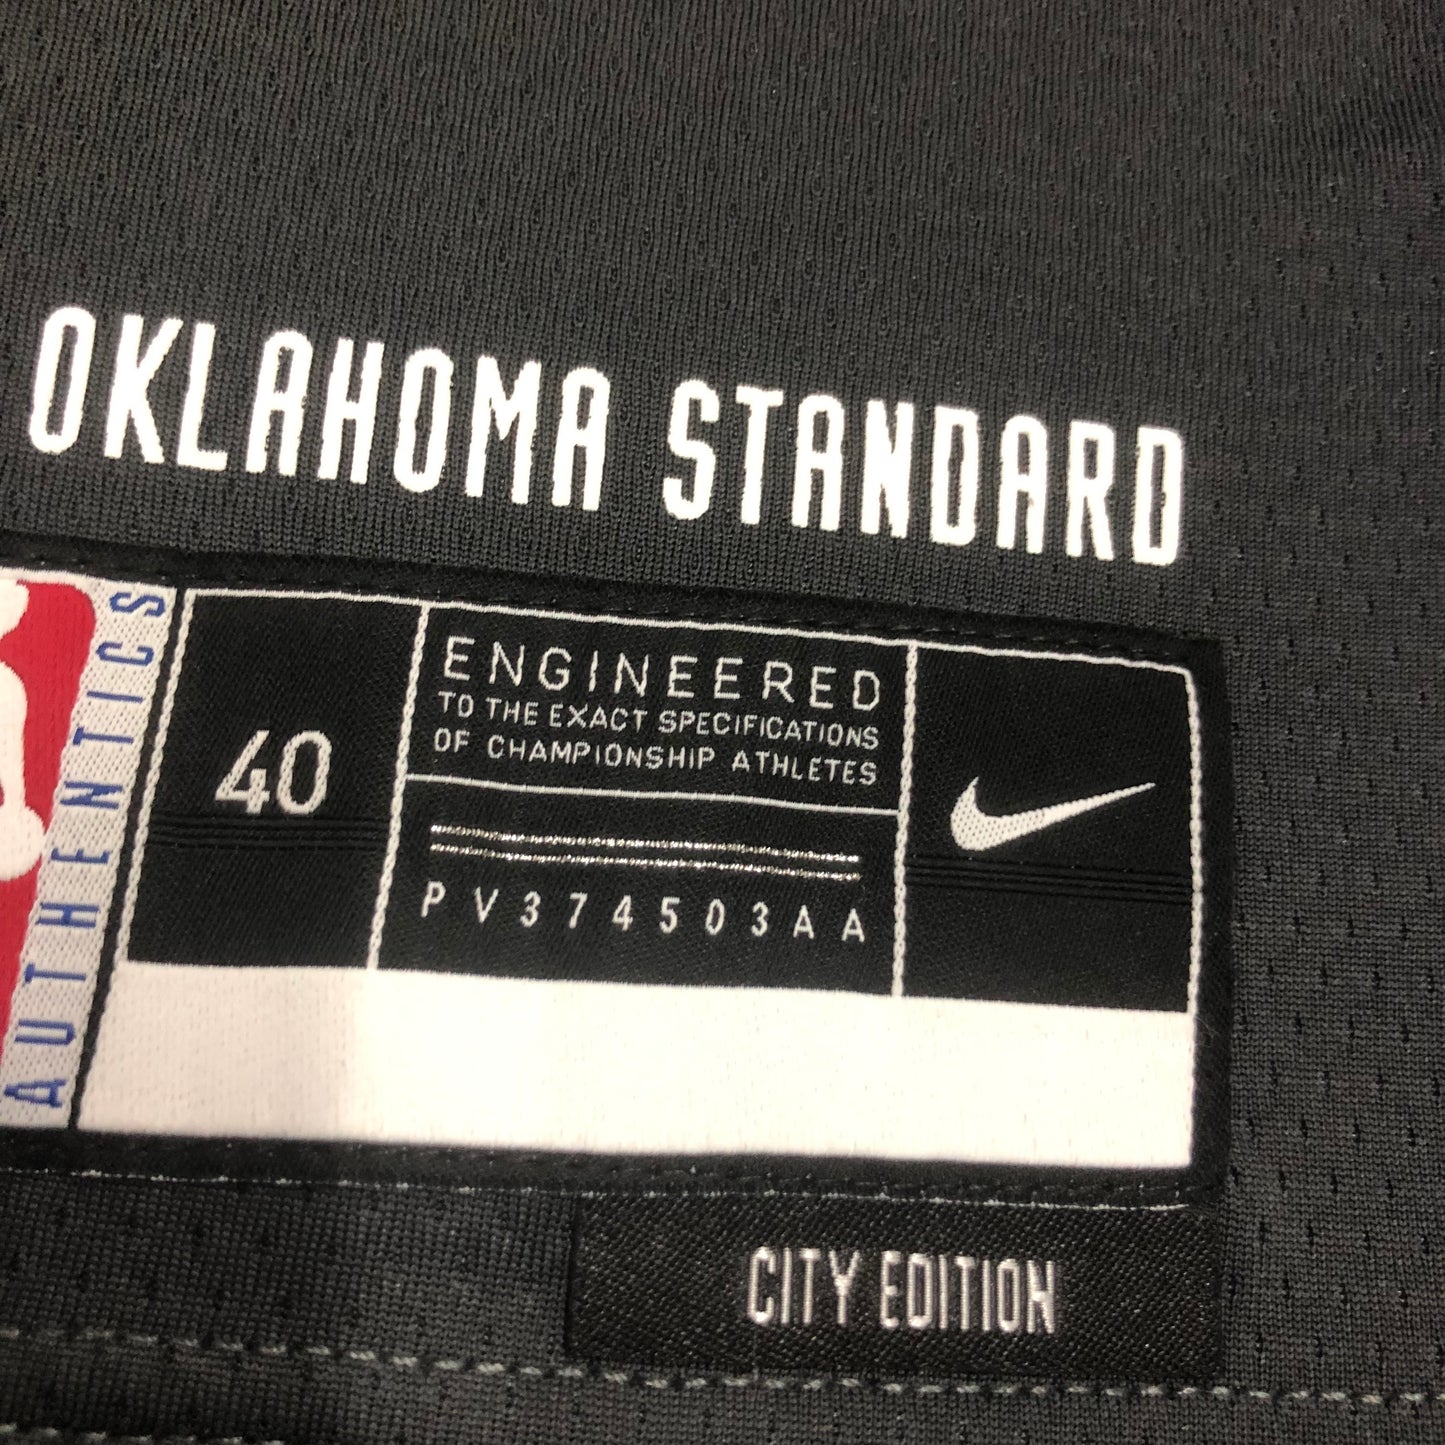 OKLAHOMA STANDARD
AUTHENTICS
40
ENGINEERED
TO THE EXACT SPECIFICATIONS
OF CHAMPIONSHIP ATHLETES
PV374503AA
CITY EDITION